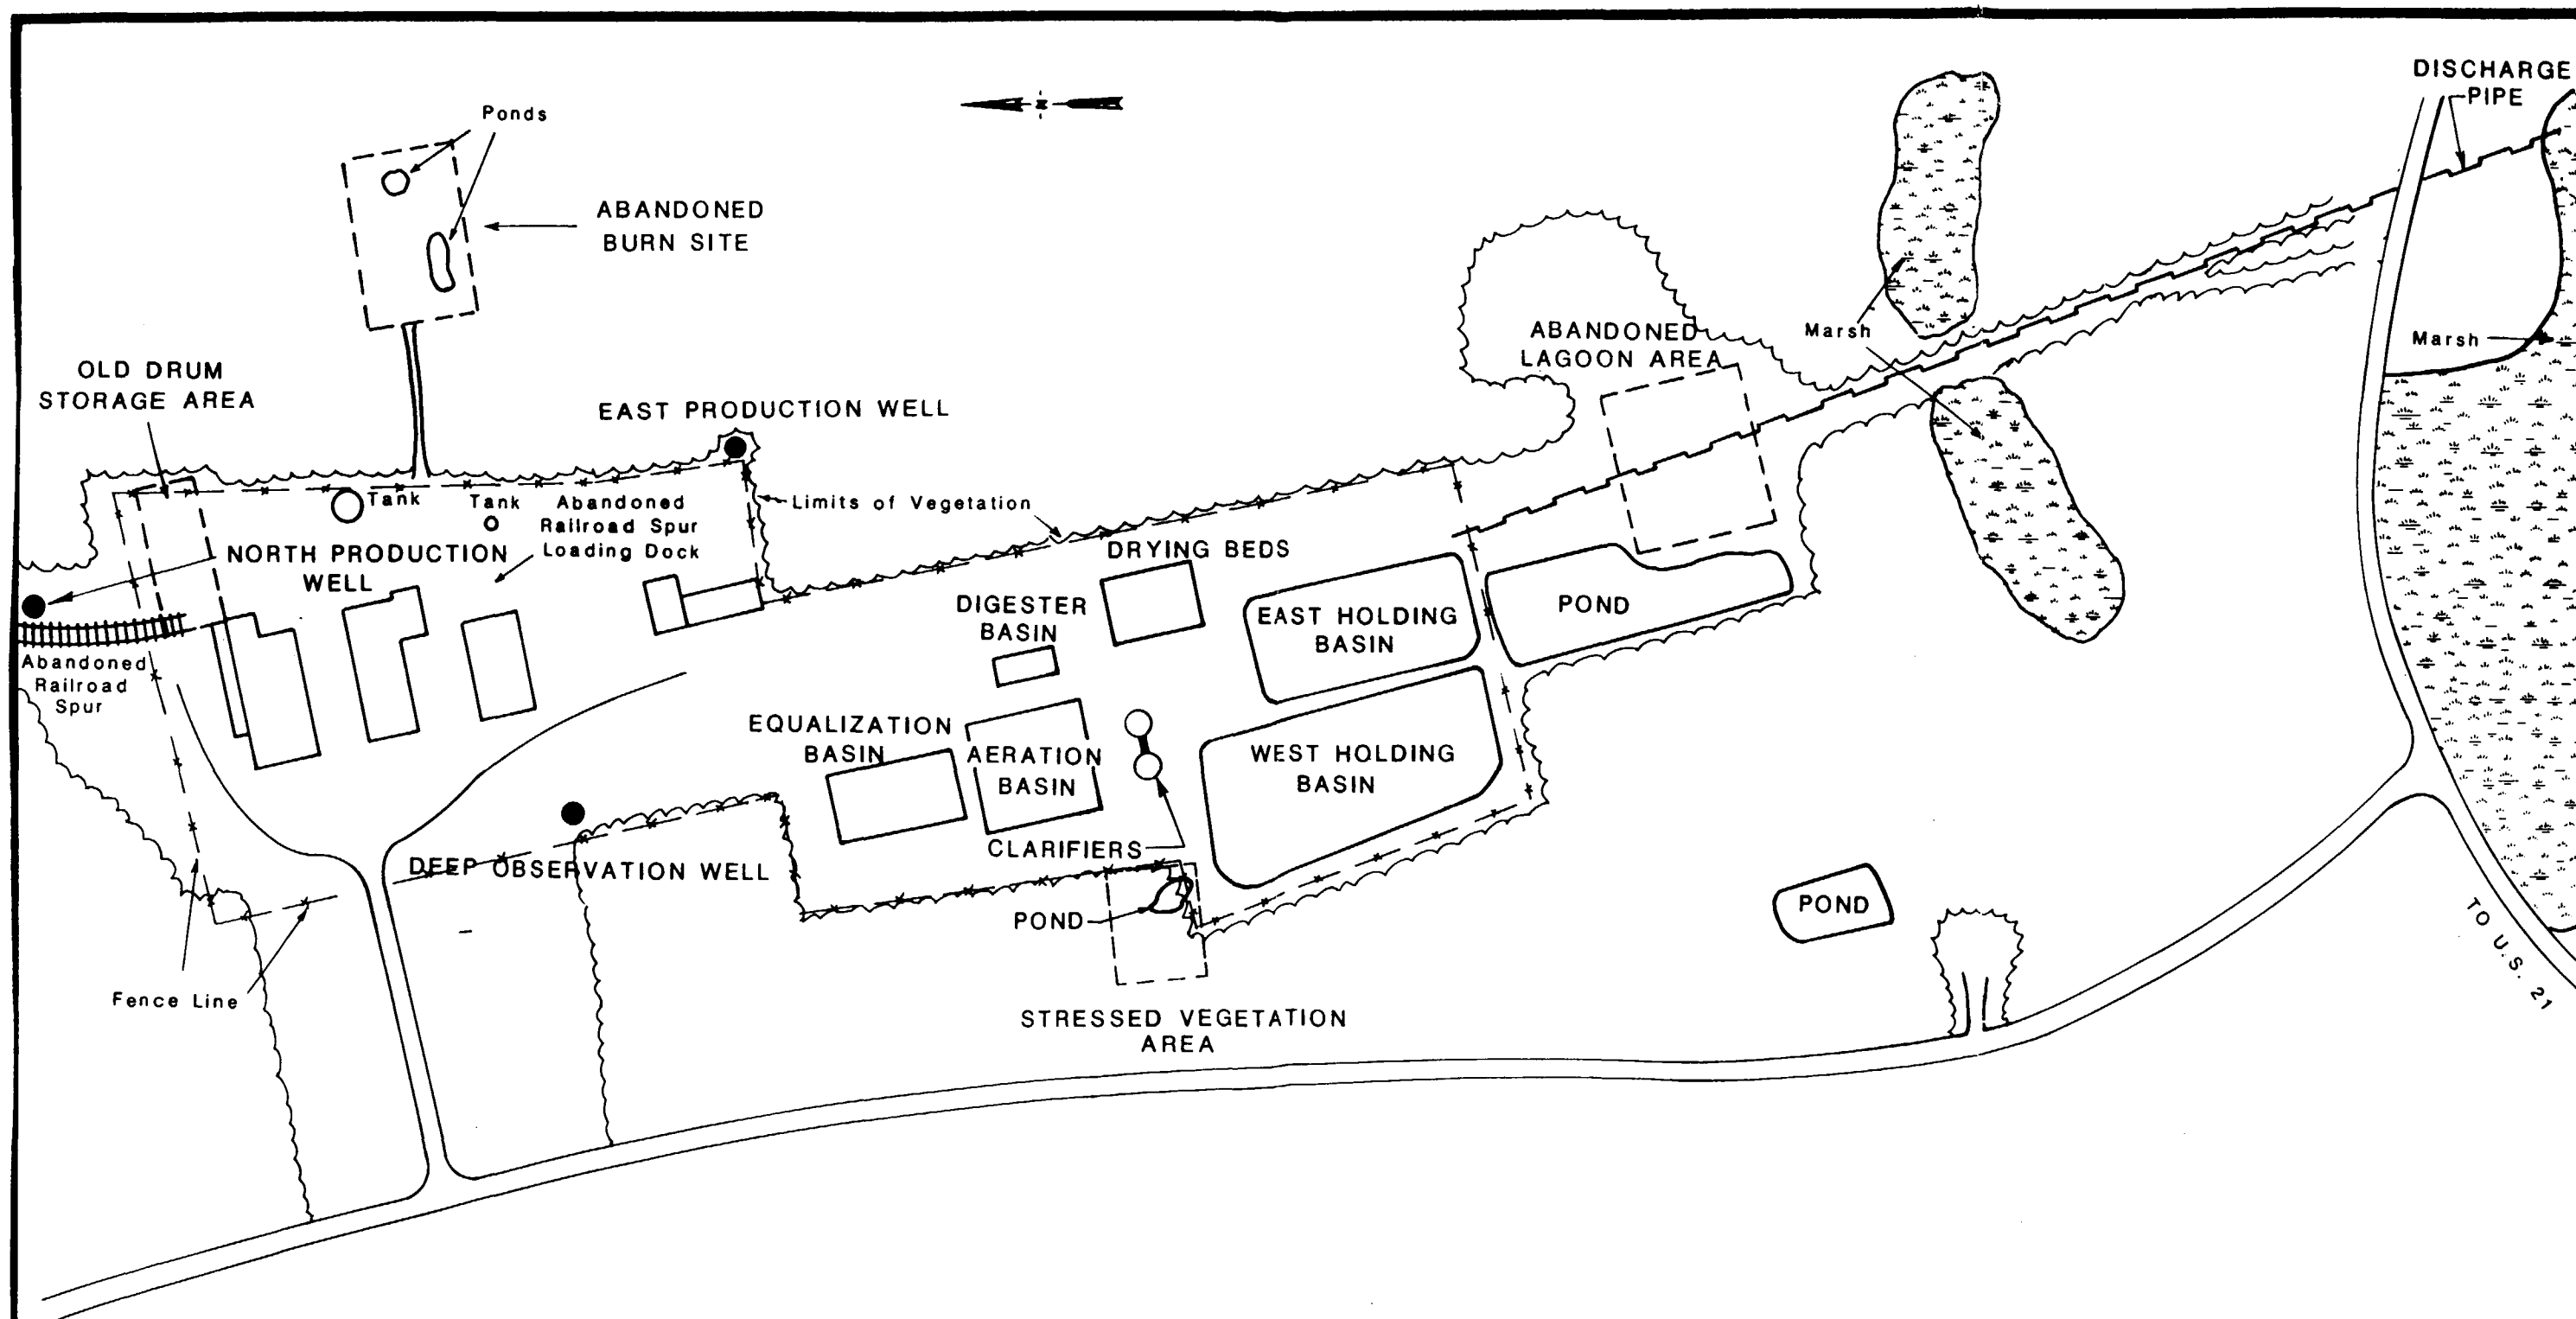 DISCHARGE
PIPE
Ponds
Z
ABANDONED
BURN SITE
ABANDONED
LAGOON AREA
Marsh
Marsh
OLD DRUM
STORAGE AREA
EAST PRODUCTION WELL
Tank
Tank
Abandoned
Railroad Spur
Loading Dock
Limits of Vegetation
NORTH PRODUCTION
WELL
DRYING BEDS
DIGESTER
BASIN
EAST HOLDING
BASIN
POND
Abandoned
Railroad
Spur
EQUALIZATION
BASIN
AERATION
BASIN
WEST HOLDING
BASIN
CLARIFIERS
DEEP OBSERVATION WELL
POND
POND
Fence Line
STRESSED VEGETATION
AREA
TO U.S. 21